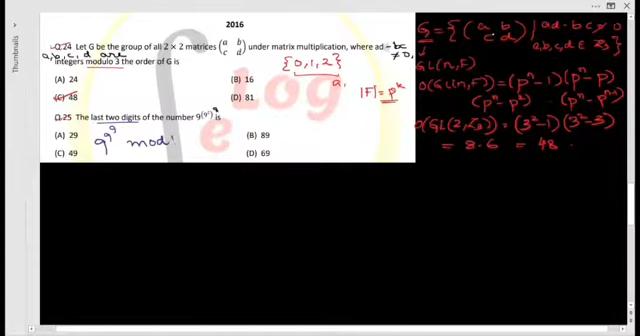 Thumbnails
2016
Q.24 Let G be the group of all 2 × 2 matrices (a b c d) under matrix multiplication, where ad - bc ≠ 0,
a, b, c, d are
integers modulo 3 the order of G is
{0, 1, 2}
(A) 24 (B) 16
(C) 48 (D) 81
|F| = p^k
Q.25 The last two digits of the number 9^(9^9) is
(A) 29 (B) 89
9^9^9 mod
(C) 49 (D) 69
elog
G = { (a b c d) | ad - bc ≠ 0
a,b,c,d ∈ Z3 }
GL(n,F)
O(GL(n,F)) = (p^n - 1)(p^n - p)
(p^n - p^2) .. (p^n - p^(n-1))
O(GL(2,Z3)) = (3^2 - 1)(3^2 - 3)
= 8·6 = 48